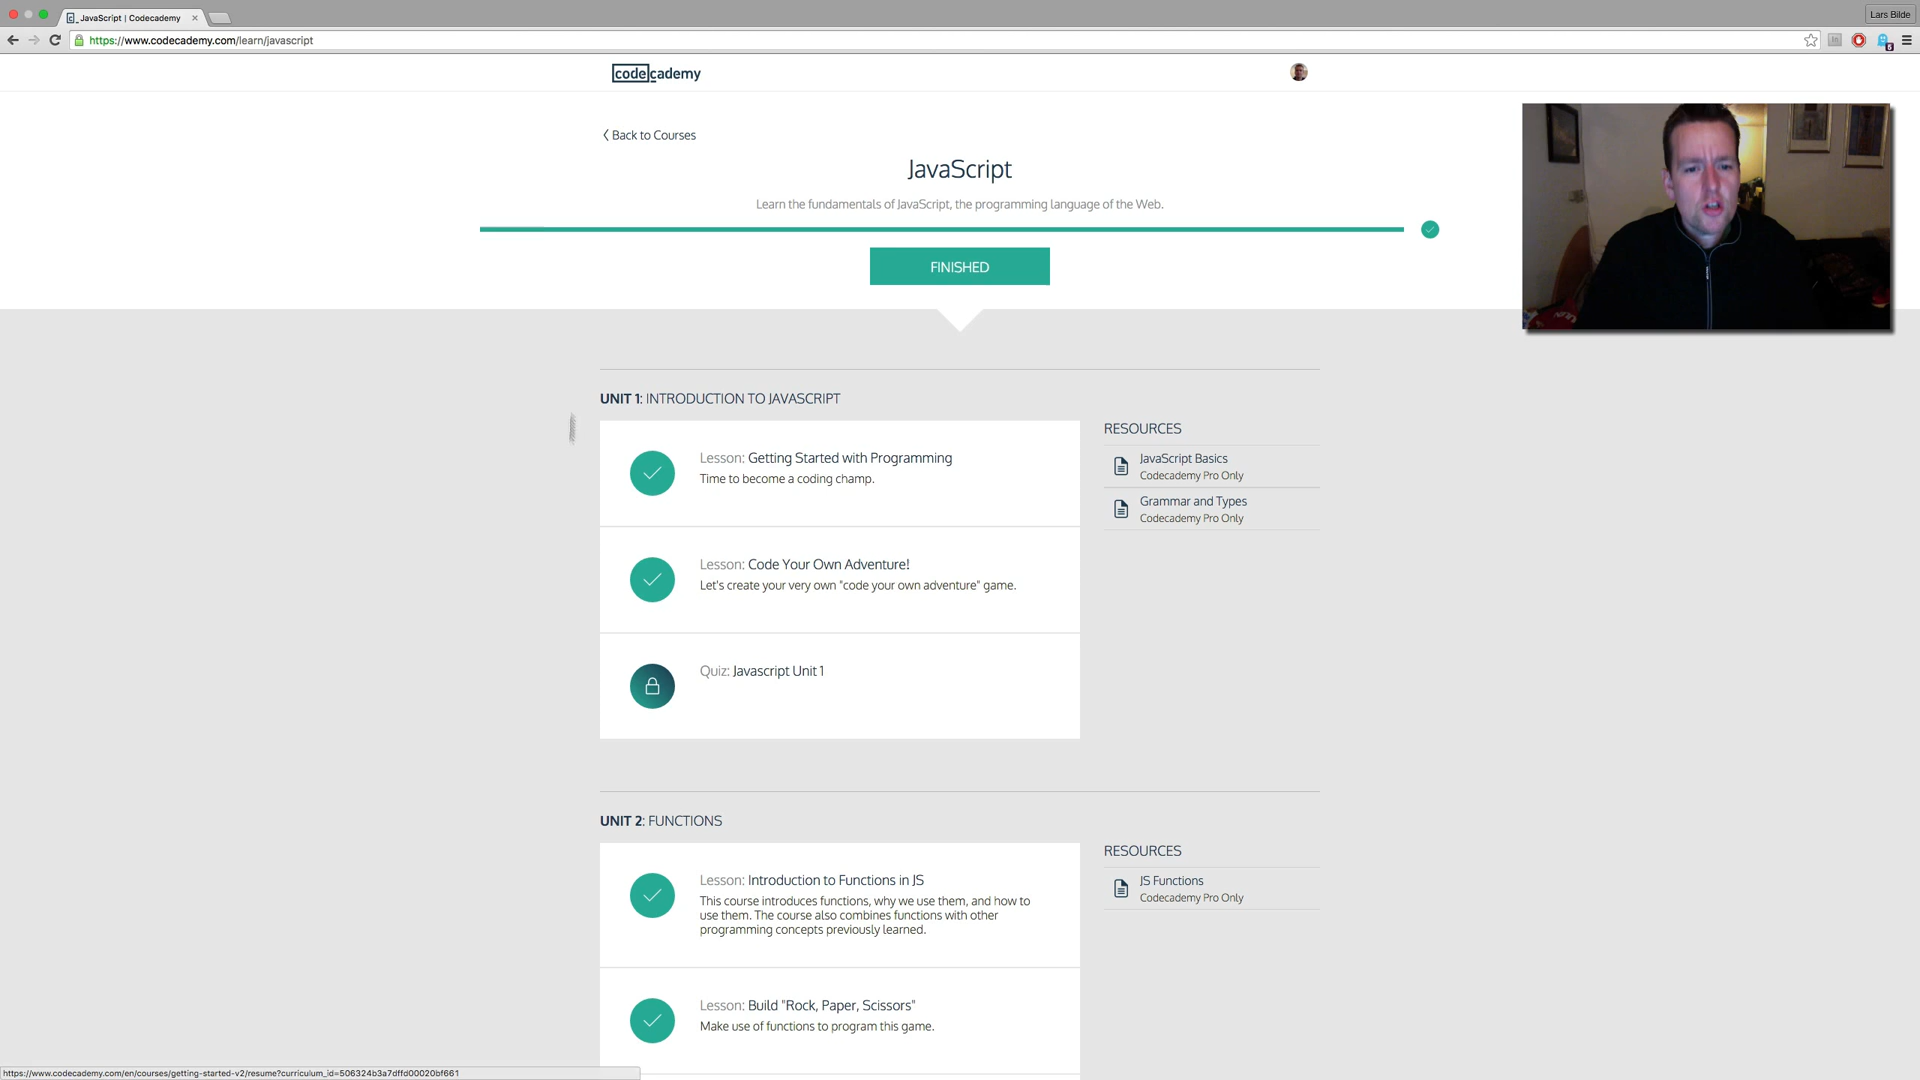 JavaScript | Codecademy
Lars Bilde
https://www.codecademy.com/learn/javascript
codecademy
Back to Courses
JavaScript
Learn the fundamentals of JavaScript, the programming language of the Web.
FINISHED
UNIT 1: INTRODUCTION TO JAVASCRIPT
Lesson: Getting Started with Programming
Time to become a coding champ.
Lesson: Code Your Own Adventure!
Let's create your very own "code your own adventure" game.
Quiz: Javascript Unit 1
RESOURCES
JavaScript Basics
Codecademy Pro Only
Grammar and Types
Codecademy Pro Only
UNIT 2: FUNCTIONS
Lesson: Introduction to Functions in JS
This course introduces functions, why we use them, and how to
use them. The course also combines functions with other
programming concepts previously learned.
Lesson: Build "Rock, Paper, Scissors"
Make use of functions to program this game.
RESOURCES
JS Functions
Codecademy Pro Only
https://www.codecademy.com/en/courses/getting-started-v2/resume?curriculum_id=506324b3a7dffd00020bf661